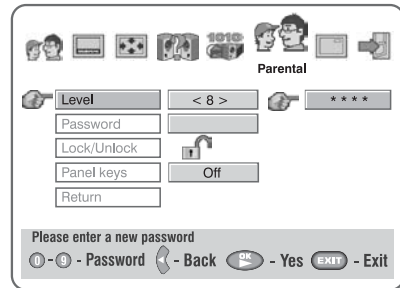 1010
Parental
Level < 8 > * * * *
Password
Lock/Unlock
Panel keys Off
Return
Please enter a new password
0 - 9 - Password < - Back OK - Yes EXIT - Exit